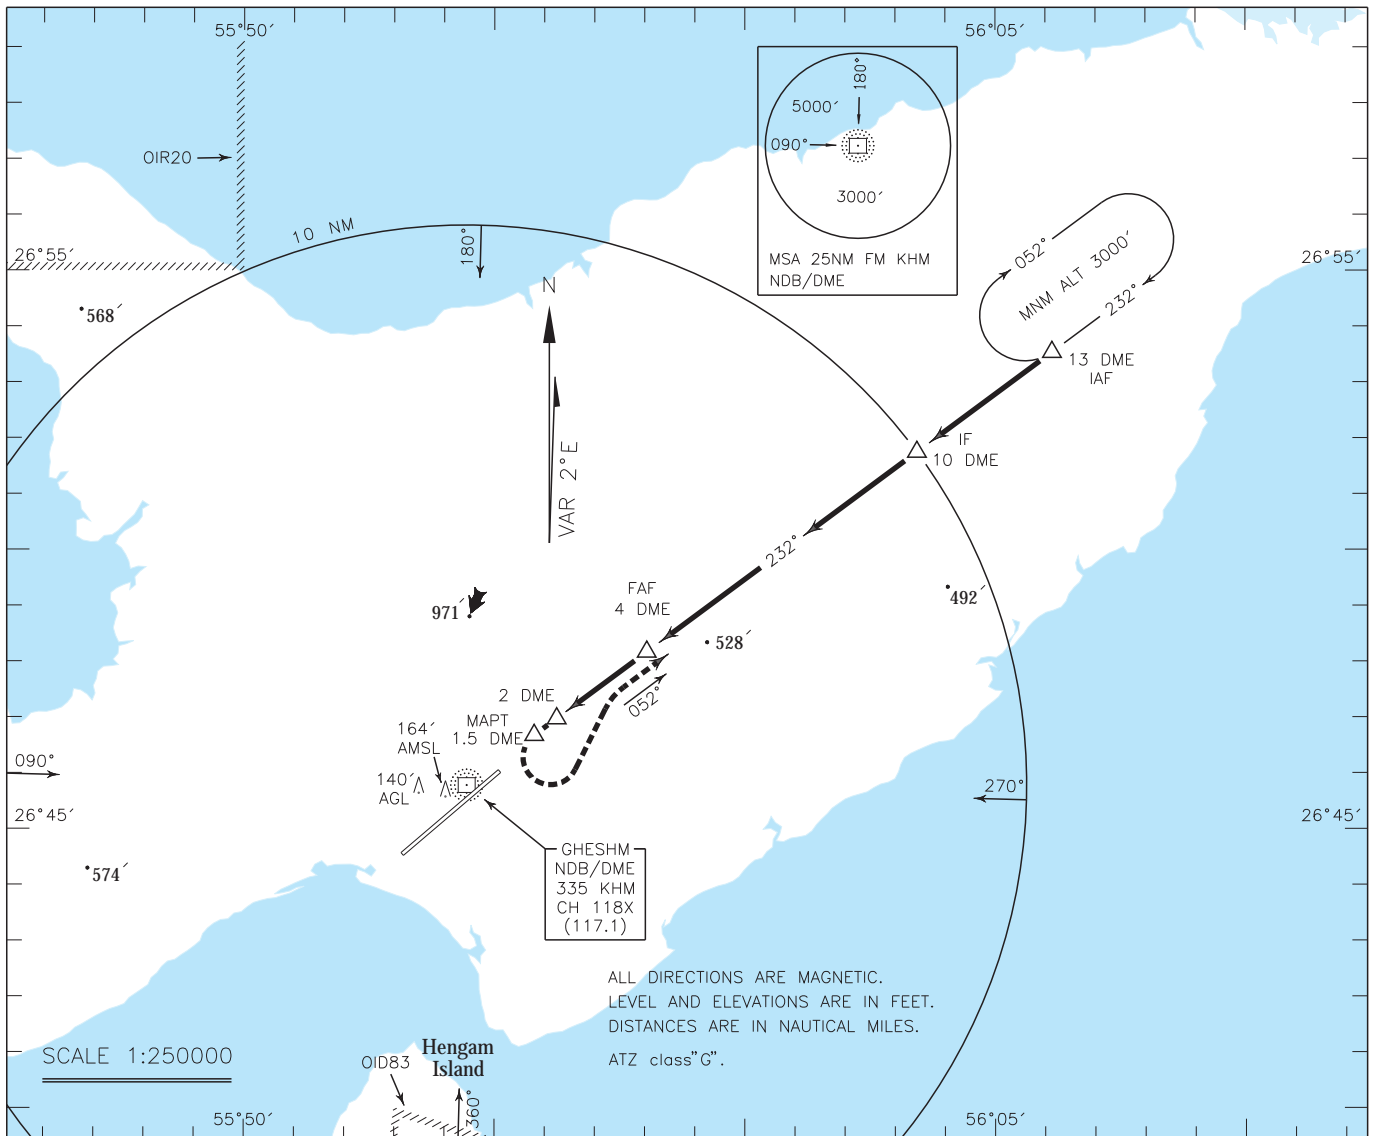 55°50′
56°05′
180°
5000′
090°
3000′
MSA 25NM FM KHM
NDB/DME
OIR20
10 NM
180°
26°55′
26°55′
052°
MNM ALT 3000′
232°
13 DME
IAF
568′
N
VAR 2°E
IF
10 DME
232°
FAF
4 DME
492′
971′
528′
052°
2 DME
MAPT
1.5 DME
164′
AMSL
140′
AGL
090°
270°
26°45′
26°45′
GHESHM
NDB/DME
335 KHM
CH 118X
(117.1)
574′
ALL DIRECTIONS ARE MAGNETIC.
LEVEL AND ELEVATIONS ARE IN FEET.
DISTANCES ARE IN NAUTICAL MILES.
ATZ class"G".
SCALE 1:250000
OID83
Hengam
Island
360°
55°50′
56°05′